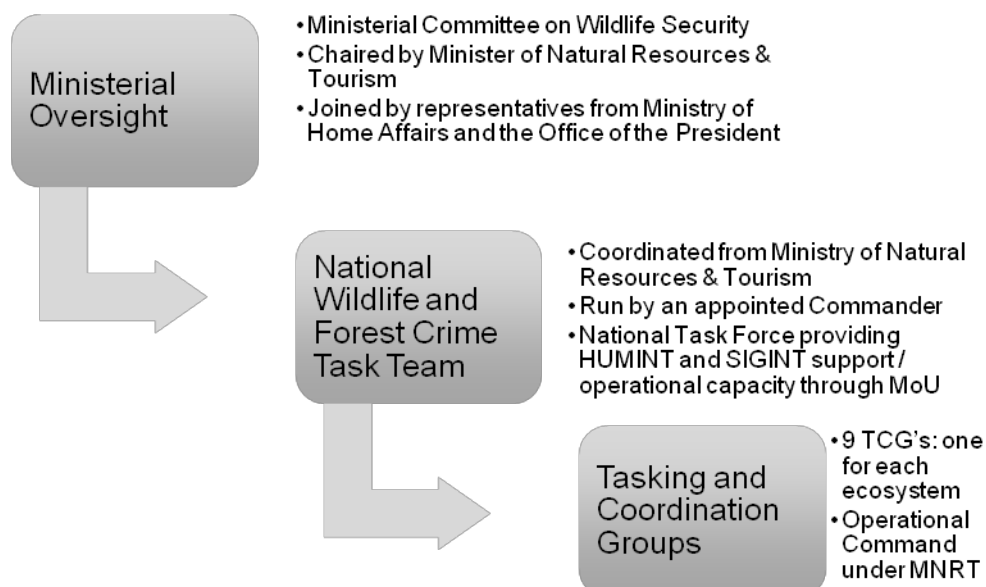 Ministerial
Oversight
•Ministerial Committee on Wildlife Security
•Chaired by Minister of Natural Resources &
Tourism
•Joined by representatives from Ministry of
Home Affairs and the Office of the President
National
Wildlife and
Forest Crime
Task Team
•Coordinated from Ministry of Natural
Resources & Tourism
•Run by an appointed Commander
•National Task Force providing
HUMINT and SIGINT support /
operational capacity through MoU
Tasking and
Coordination
Groups
•9 TCG's: one
for each
ecosystem
•Operational
Command
under MNRT